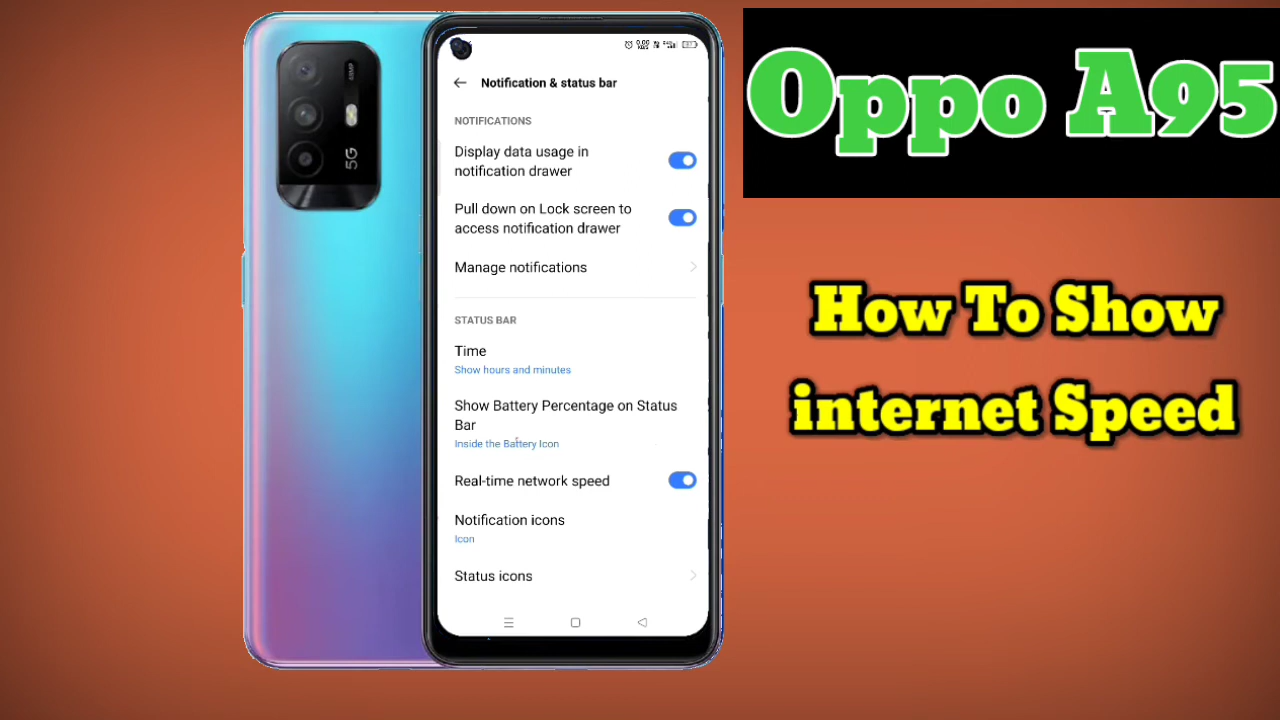 48MP
5G
Notification & status bar
NOTIFICATIONS
Display data usage in
notification drawer
Pull down on Lock screen to
access notification drawer
Manage notifications
STATUS BAR
Time
Show hours and minutes
Show Battery Percentage on Status
Bar
Inside the Battery Icon
Real-time network speed
Notification icons
Icon
Status icons
Oppo A95
How To Show
internet Speed